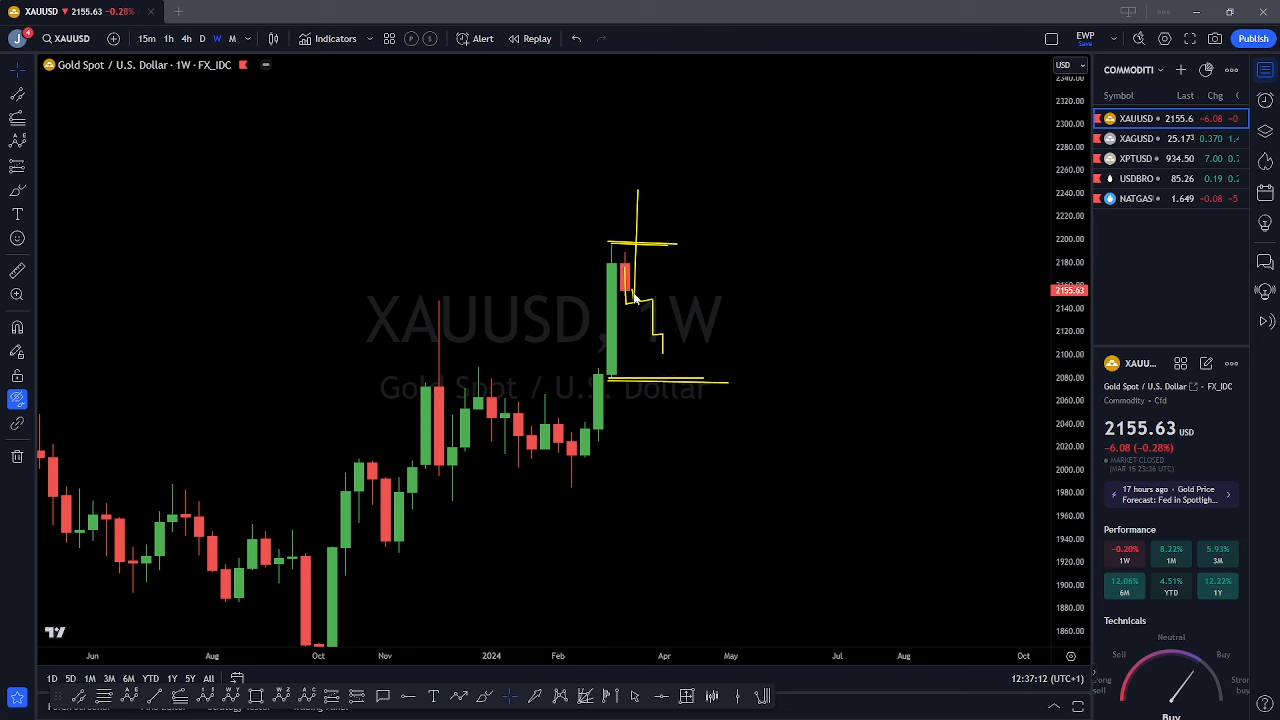 XAUUSD ▼ 2155.63 -0.28%
J 4 XAUUSD 15m 1h 4h D W M Indicators Alert Replay EWP Save Publish
Gold Spot / U.S. Dollar · 1W · FX_IDC
USD
COMMODITI
Symbol Last Chg
XAUUSD 2155.6 -6.08
XAGUSD 25.17³ 0.370
XPTUSD 934.50 7.00
USDBRO 85.26 0.19
NATGAS 1.649 -0.08
2340.00
2320.00
2300.00
2280.00
2260.00
2240.00
2220.00
2200.00
2180.00
2160.00
2155.63
2140.00
2120.00
2100.00
2080.00
2060.00
2040.00
2020.00
2000.00
1980.00
1960.00
1940.00
1920.00
1900.00
1880.00
1860.00
XAUUSD, 1W
Gold Spot / U.S. Dollar
XAUU...
Gold Spot / U.S. Dollar · FX_IDC
Commodity · Cfd
2155.63 USD
-6.08 (-0.28%)
MARKET CLOSED
(MAR 15 23:36 UTC)
17 hours ago · Gold Price
Forecast: Fed in Spotligh...
Performance
-0.20% 8.22% 5.93%
1W 1M 3M
12.06% 4.51% 12.22%
6M YTD 1Y
Technicals
Neutral
Sell Buy
Buy
Jun Aug Oct Nov 2024 Feb Apr May Jul Aug Oct
1D 5D 1M 3M 6M YTD 1Y 5Y All 12:37:12 (UTC+1)